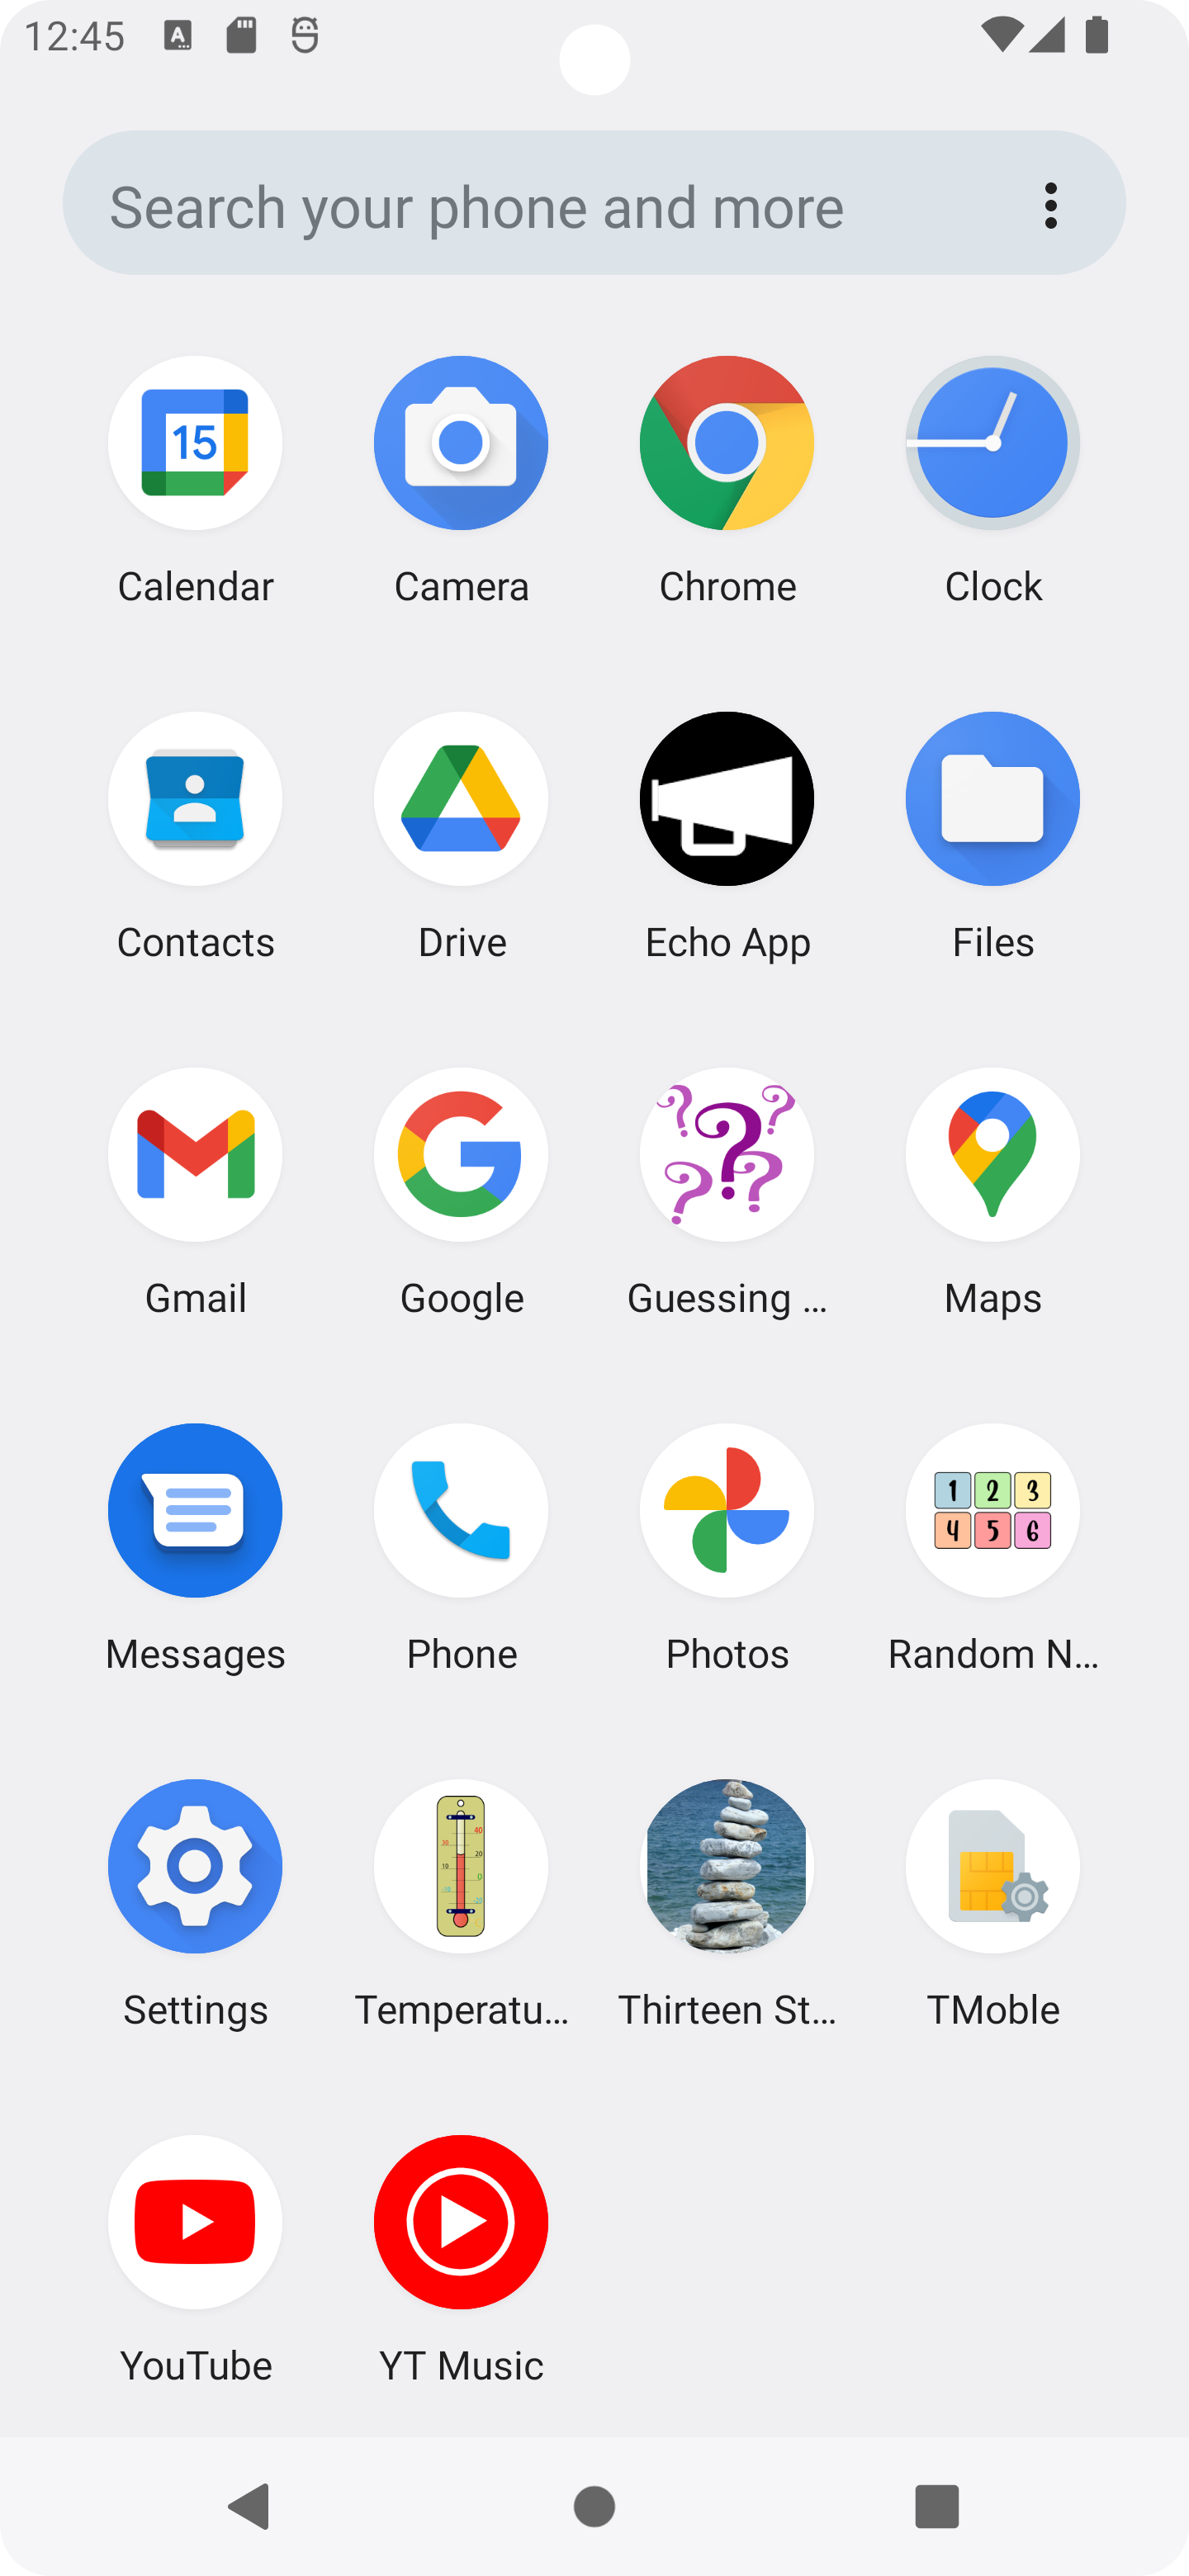 12:45
Search your phone and more
15
Calendar Camera Chrome Clock
Contacts Drive Echo App Files
Gmail Google Guessing ... Maps
1 2 3
4 5 6
Messages Phone Photos Random N...
Settings Temperatu... Thirteen St... TMoble
YouTube YT Music